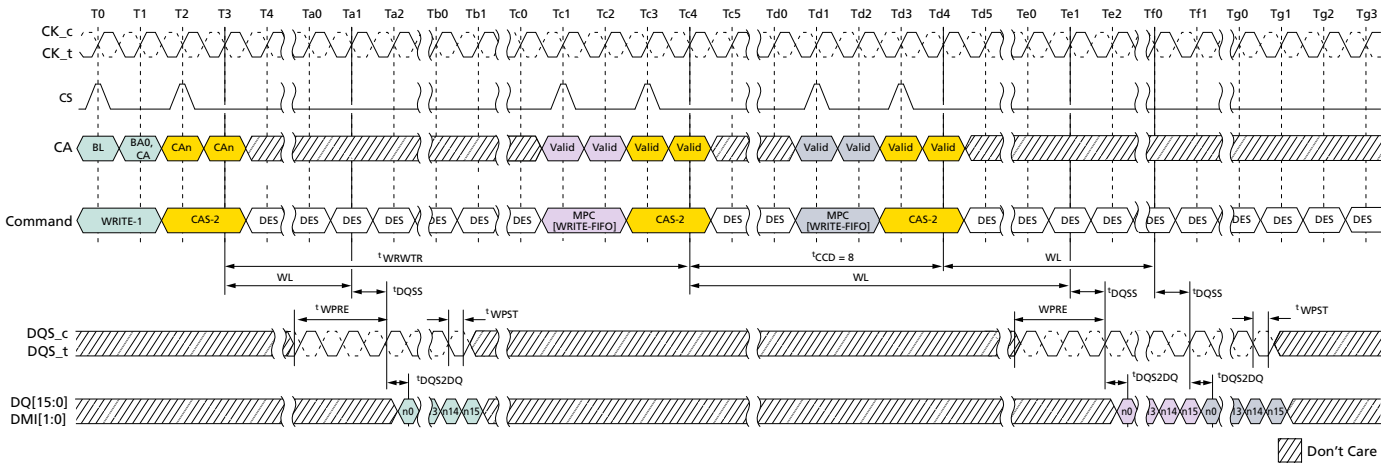 T0 T1 T2 T3 T4 Ta0 Ta1 Ta2 Tb0 Tb1 Tc0 Tc1 Tc2 Tc3 Tc4 Tc5 Td0 Td1 Td2 Td3 Td4 Td5 Te0 Te1 Te2 Tf0 Tf1 Tg0 Tg1 Tg2 Tg3
CK_c
CK_t
CS
CA BL BA0, CA CAn CAn Valid Valid Valid Valid Valid Valid Valid Valid
Command WRITE-1 CAS-2 DES DES DES DES DES DES DES MPC [WRITE-FIFO] CAS-2 DES DES MPC [WRITE-FIFO] CAS-2 DES DES DES DES DES DES DES DES DES DES
tWRWTR tCCD = 8 WL
WL WL
tDQSS tDQSS tDQSS
tWPRE tWPST WPRE tWPST
DQS_c
DQS_t
tDQS2DQ tDQS2DQ tDQS2DQ
DQ[15:0]
DMI[1:0]
n0 3 n14 n15 n0 13 n14 n15 n0 13 n14 n15
Don't Care